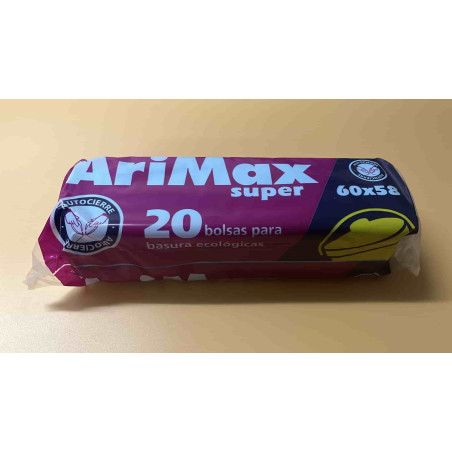 AriMax
super
60x58
AUTOCIERRE
20 bolsas para
basura ecológicas